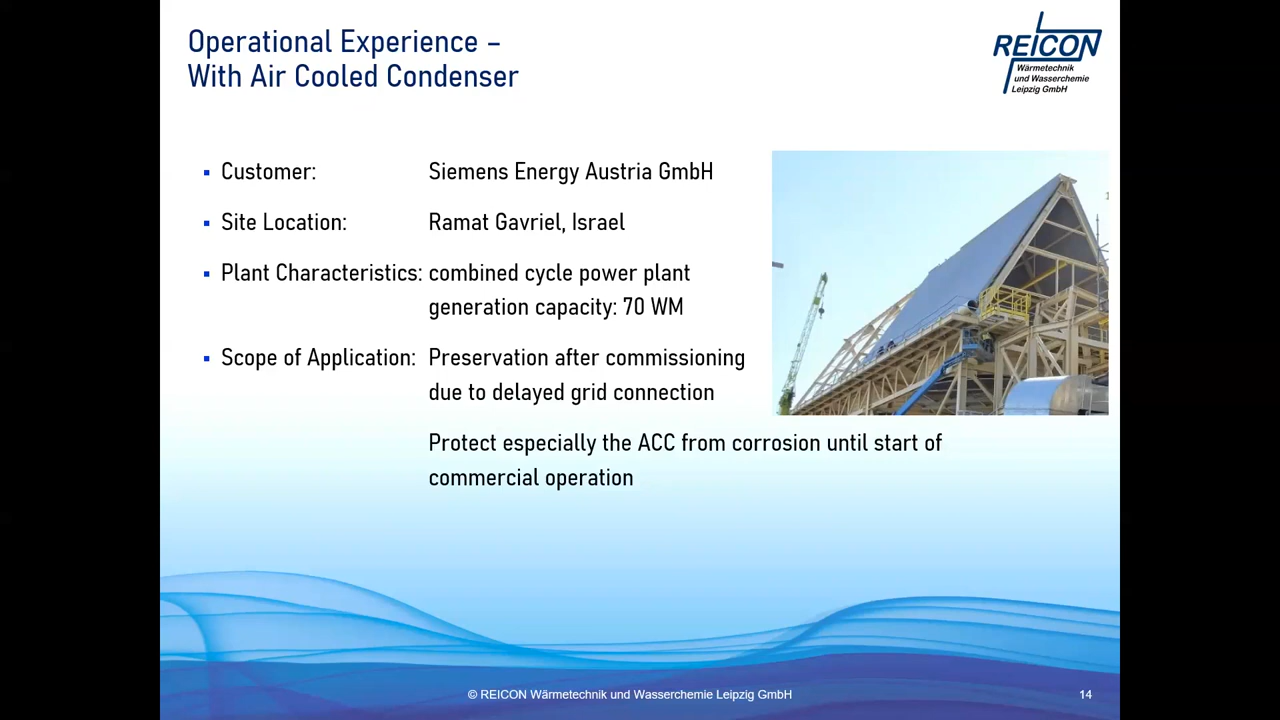 Operational Experience –
With Air Cooled Condenser
REICON
Wärmetechnik
und Wasserchemie
Leipzig GmbH
▪ Customer: Siemens Energy Austria GmbH
▪ Site Location: Ramat Gavriel, Israel
▪ Plant Characteristics: combined cycle power plant
generation capacity: 70 WM
▪ Scope of Application: Preservation after commissioning
due to delayed grid connection
Protect especially the ACC from corrosion until start of
commercial operation
© REICON Wärmetechnik und Wasserchemie Leipzig GmbH
14